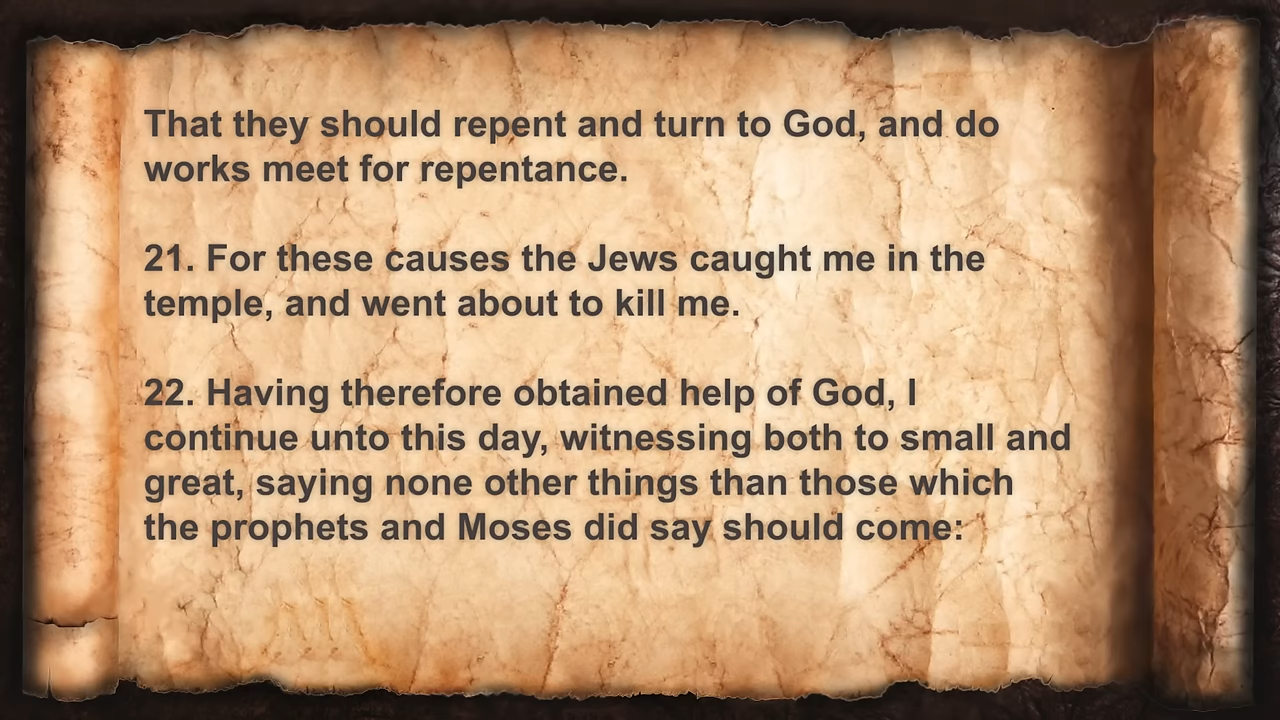 That they should repent and turn to God, and do
works meet for repentance.
21. For these causes the Jews caught me in the
temple, and went about to kill me.
22. Having therefore obtained help of God, I
continue unto this day, witnessing both to small and
great, saying none other things than those which
the prophets and Moses did say should come: